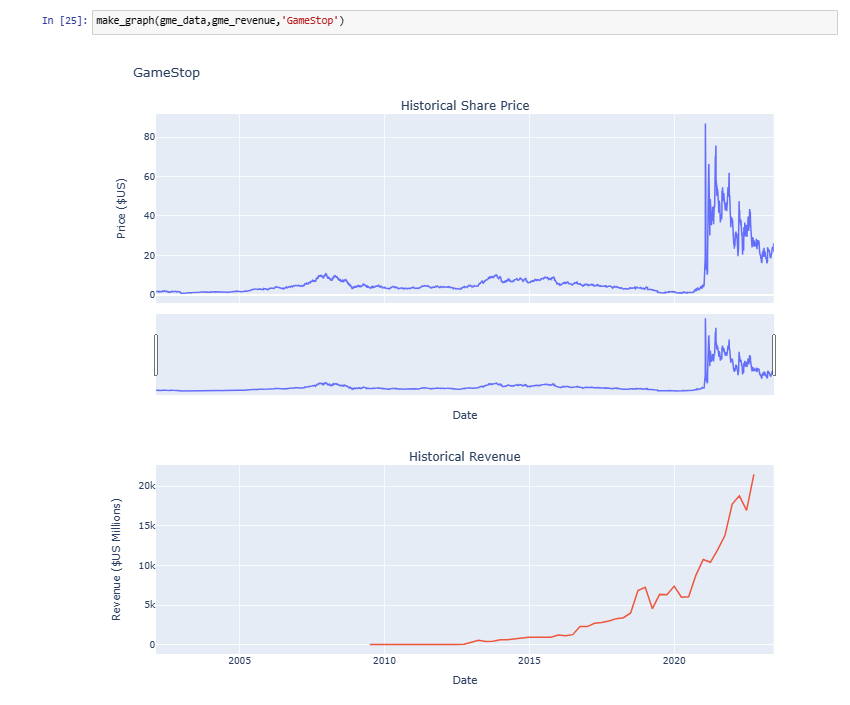 In [25]: make_graph(gme_data,gme_revenue,'GameStop')
GameStop
Historical Share Price
80
60
40
20
0
Price ($US)
Date
Historical Revenue
20k
15k
10k
5k
0
Revenue ($US Millions)
2005 2010 2015 2020
Date